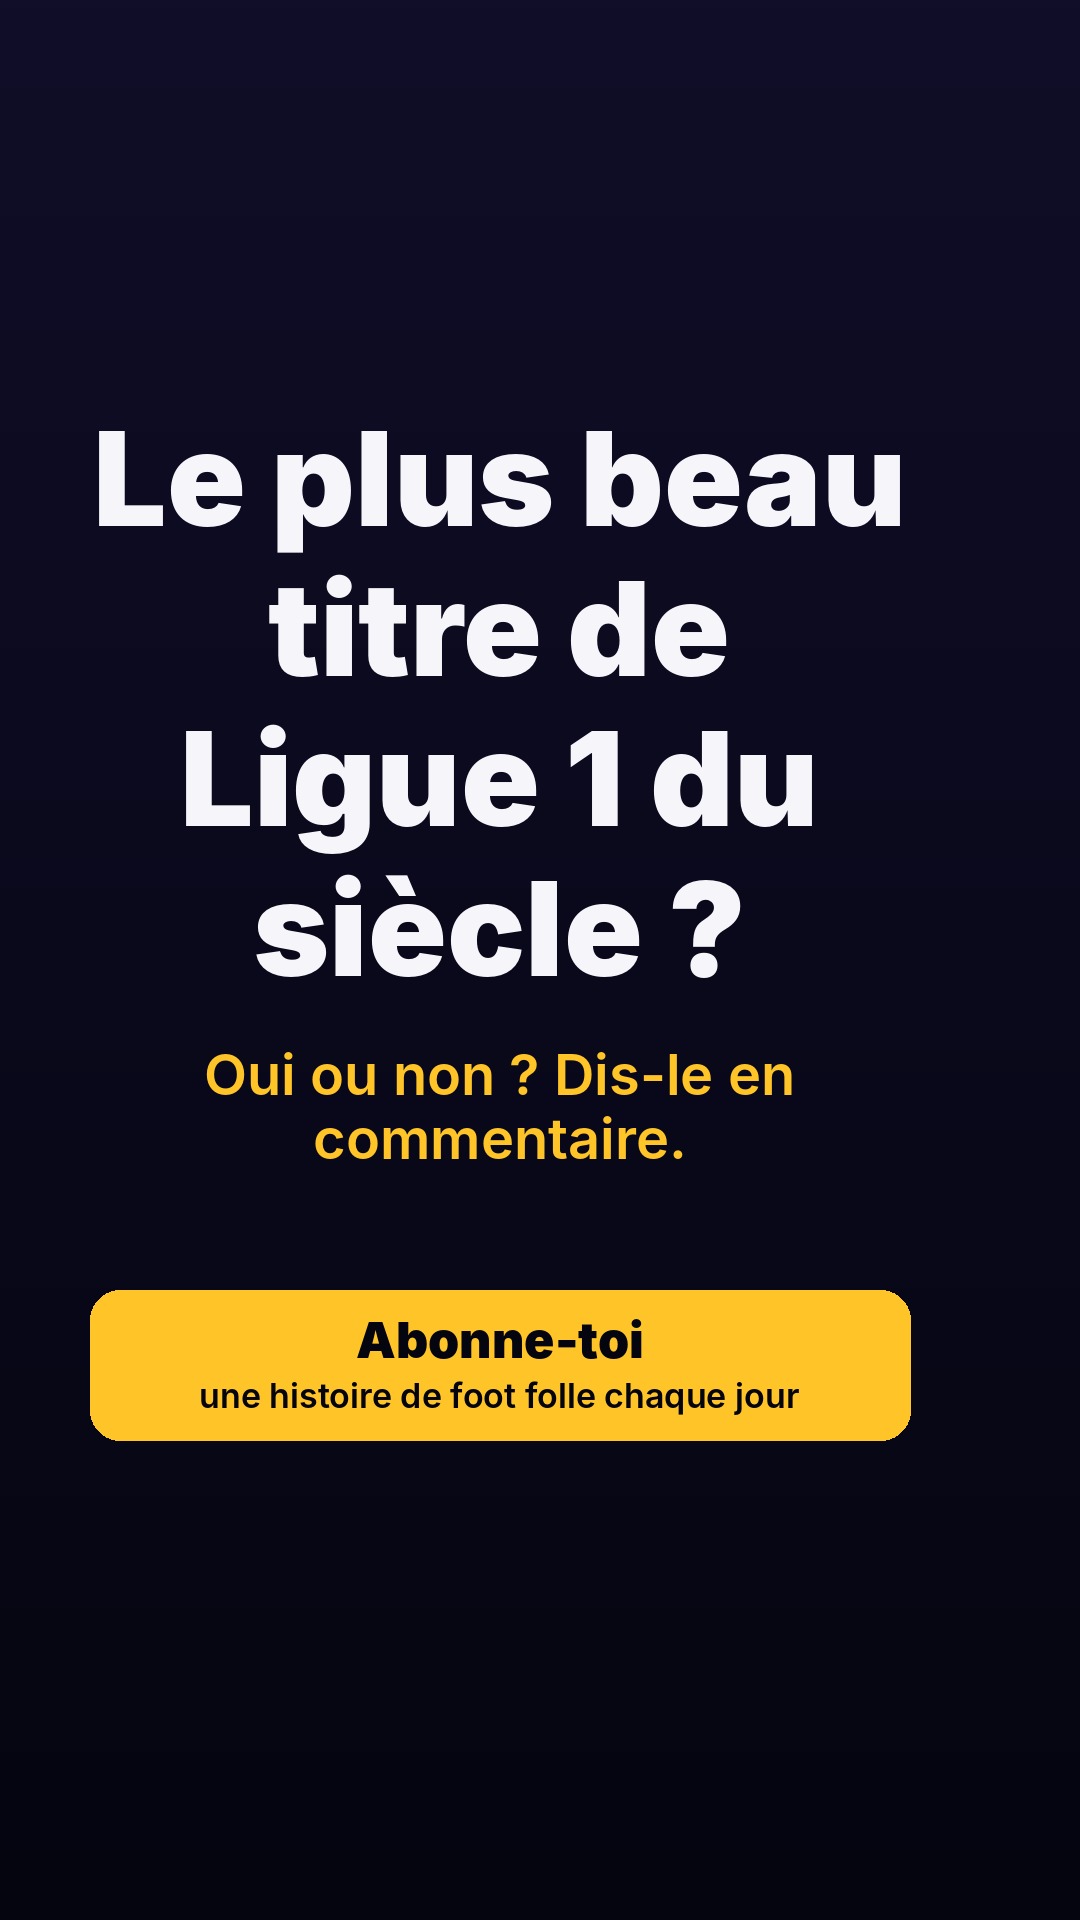 Le plus beau
titre de
Ligue 1 du
siècle ?
Oui ou non ? Dis-le en
commentaire.
Abonne-toi
une histoire de foot folle chaque jour